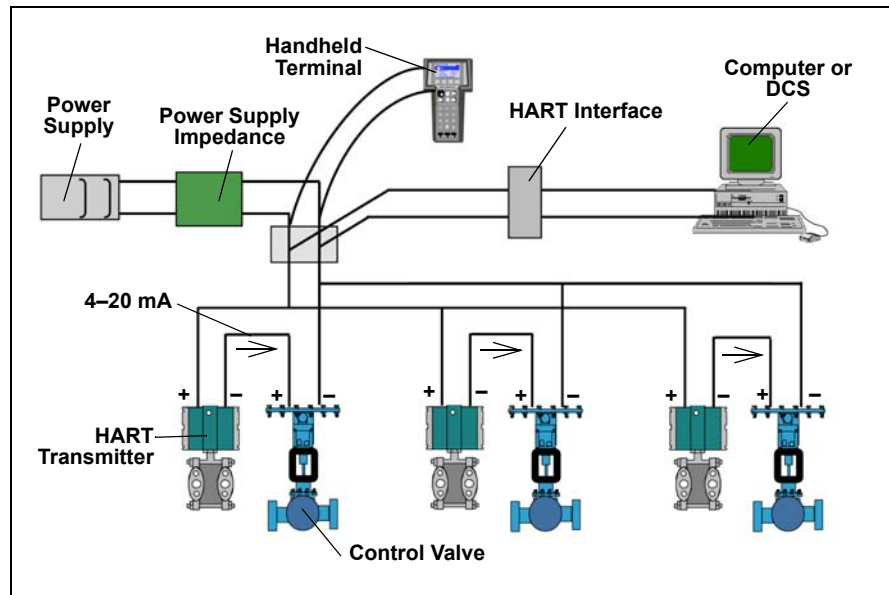 Handheld
Terminal
Computer or
DCS
Power
Supply
Power Supply
Impedance
HART Interface
4–20 mA
+
–
+
–
+
–
+
–
+
–
+
–
HART
Transmitter
Control Valve